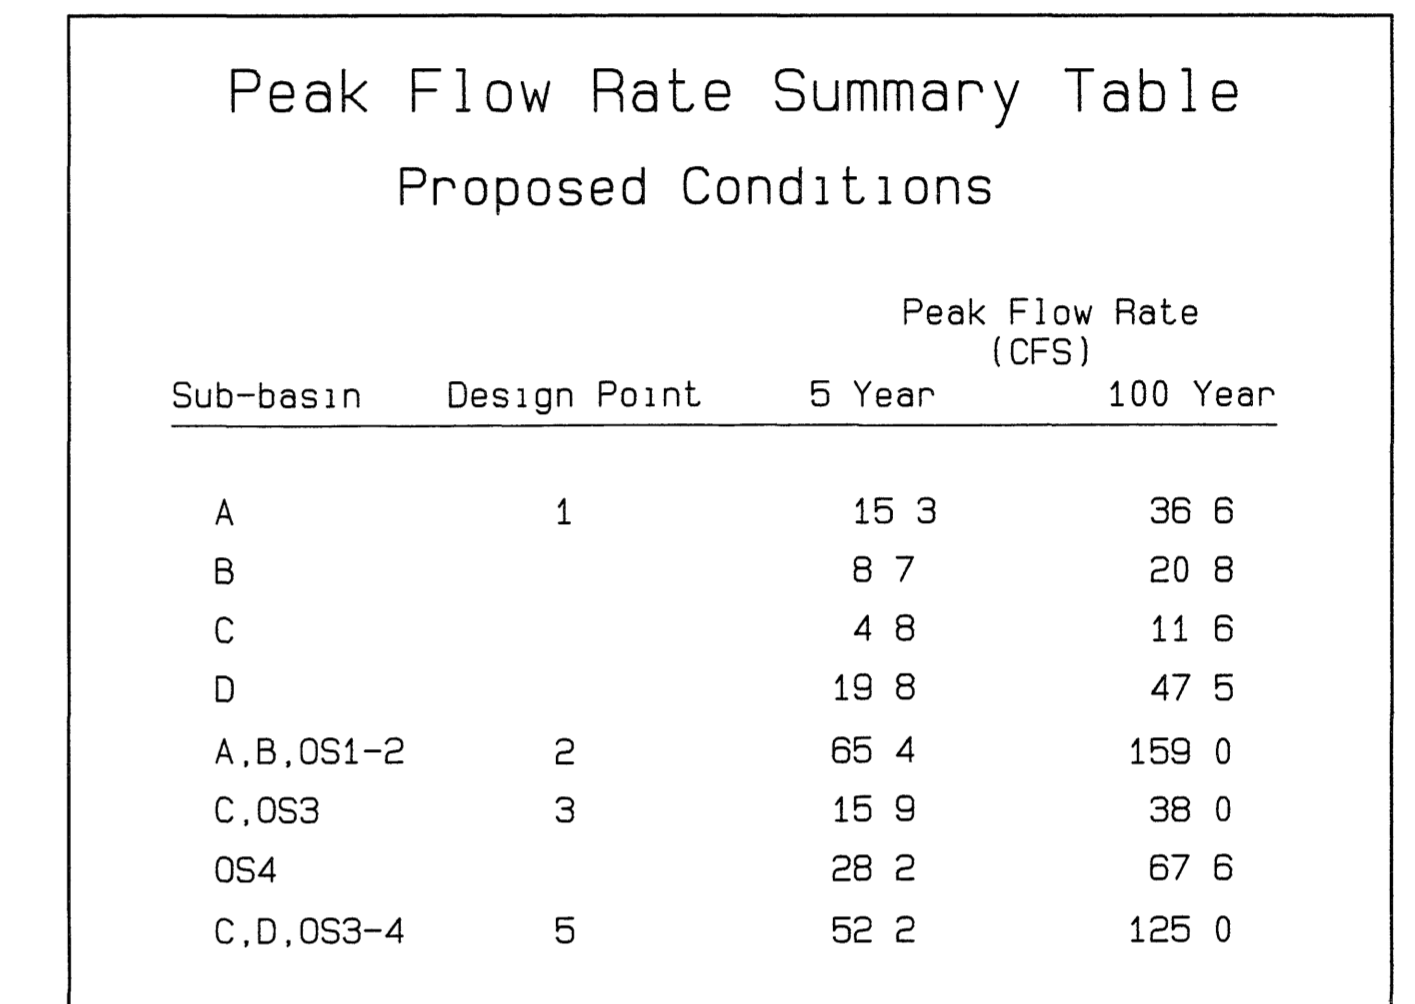 Peak Flow Rate Summary Table
Proposed Conditions
Peak Flow Rate
(CFS)
Sub-basin Design Point 5 Year 100 Year
A 1 15 3 36 6
B 8 7 20 8
C 4 8 11 6
D 19 8 47 5
A,B,OS1-2 2 65 4 159 0
C,OS3 3 15 9 38 0
OS4 28 2 67 6
C,D,OS3-4 5 52 2 125 0